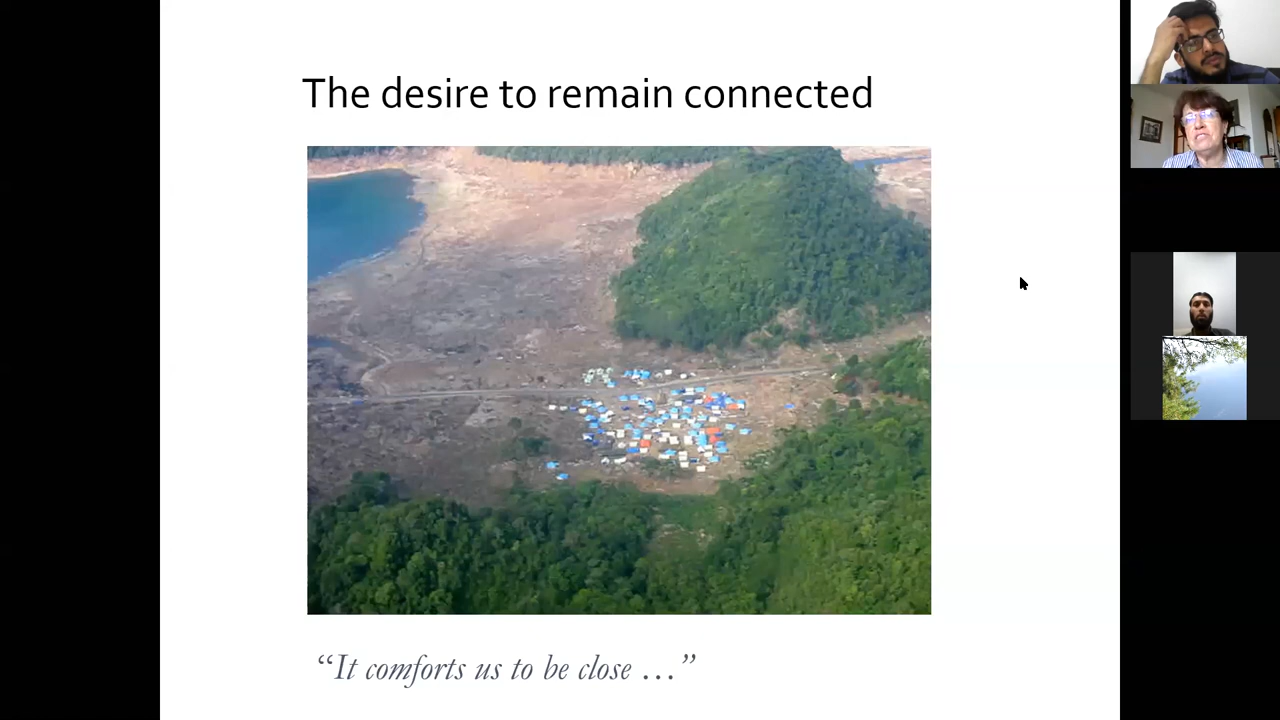 The desire to remain connected
“It comforts us to be close …”